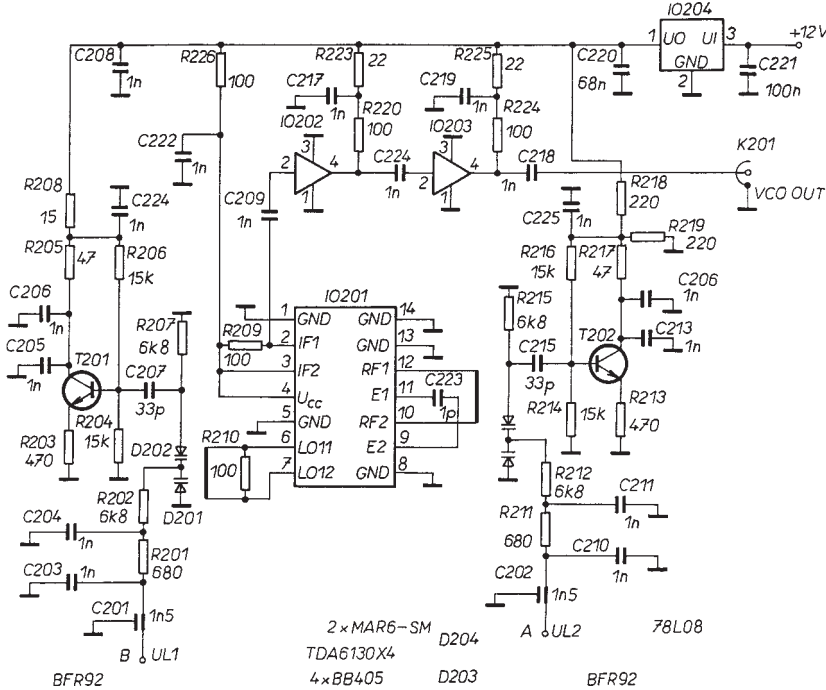 IO204
+12V
1 UO UI 3
GND
2
C208
1n
R226
100
R223
22
C217
1n
R220
100
R225
22
C219
1n
R224
100
C220
68n
C221
100n
C222
1n
IO202
2 3 4 1
C224
1n
IO203
2 3 4 1
1n
C218
K201
VCO OUT
R208
15
C224
1n
C209
1n
C225
1n
R218
220
R219
220
R205
47
R206
15k
R216
15k
R217
47
C206
1n
R207
6k8
IO201
1 GND
2 IF1
3 IF2
4 Ucc
5 GND
6 LO11
7 LO12
GND 14
GND 13
RF1 12
E1 11
RF2 10
E2 9
GND 8
R209
100
C223
1p
R215
6k8
C206
1n
C205
1n
T201
C207
33p
C215
33p
T202
C213
1n
R203
470
R204
15k
D202
R210
100
R214
15k
R213
470
R202
6k8
D201
R212
6k8
C211
1n
C204
1n
R201
680
R211
680
C210
1n
C203
1n
C202
1n5
C201
1n5
B UL1
A UL2
2×MAR6-SM
D204
78L08
TDA6130X4
BFR92
4×BB405
D203
BFR92